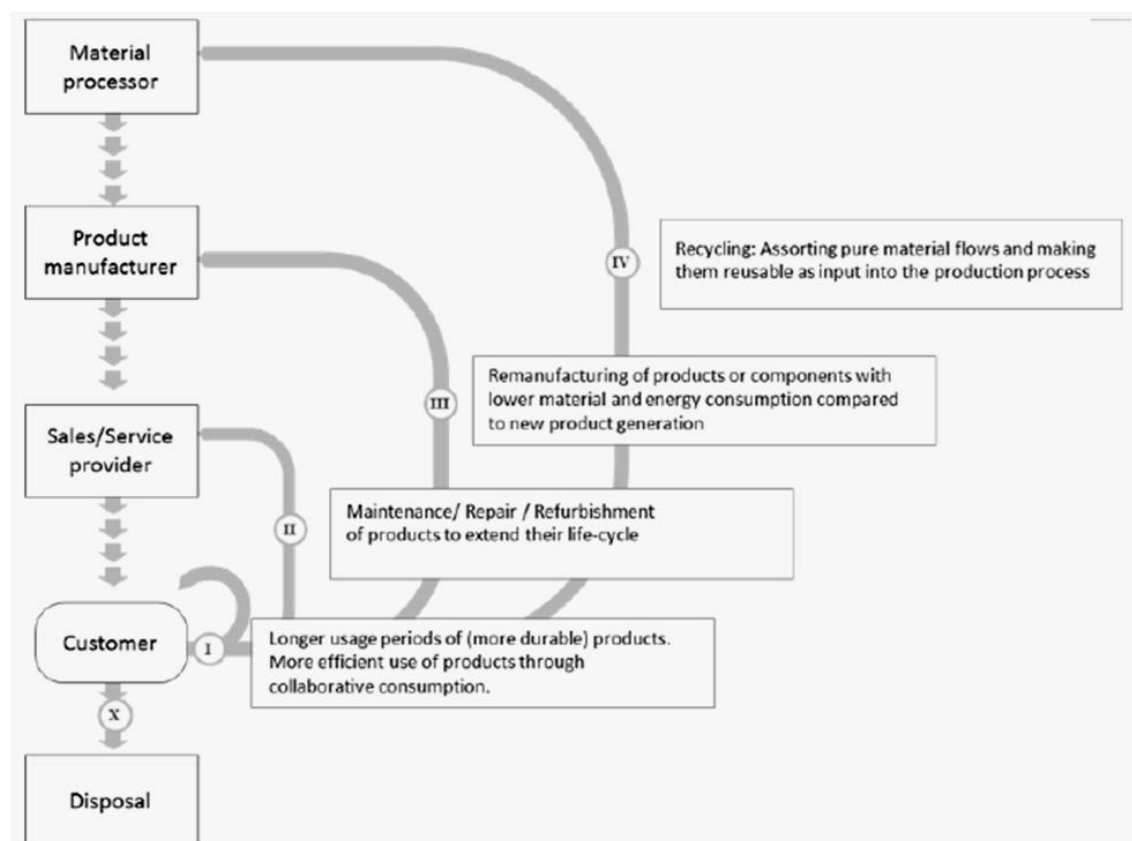 Material
processor
Product
manufacturer
IV
Recycling: Assorting pure material flows and making
them reusable as input into the production process
III
Remanufacturing of products or components with
lower material and energy consumption compared
to new product generation
Sales/Service
provider
II
Maintenance/ Repair / Refurbishment
of products to extend their life-cycle
Customer
I
Longer usage periods of (more durable) products.
More efficient use of products through
collaborative consumption.
X
Disposal